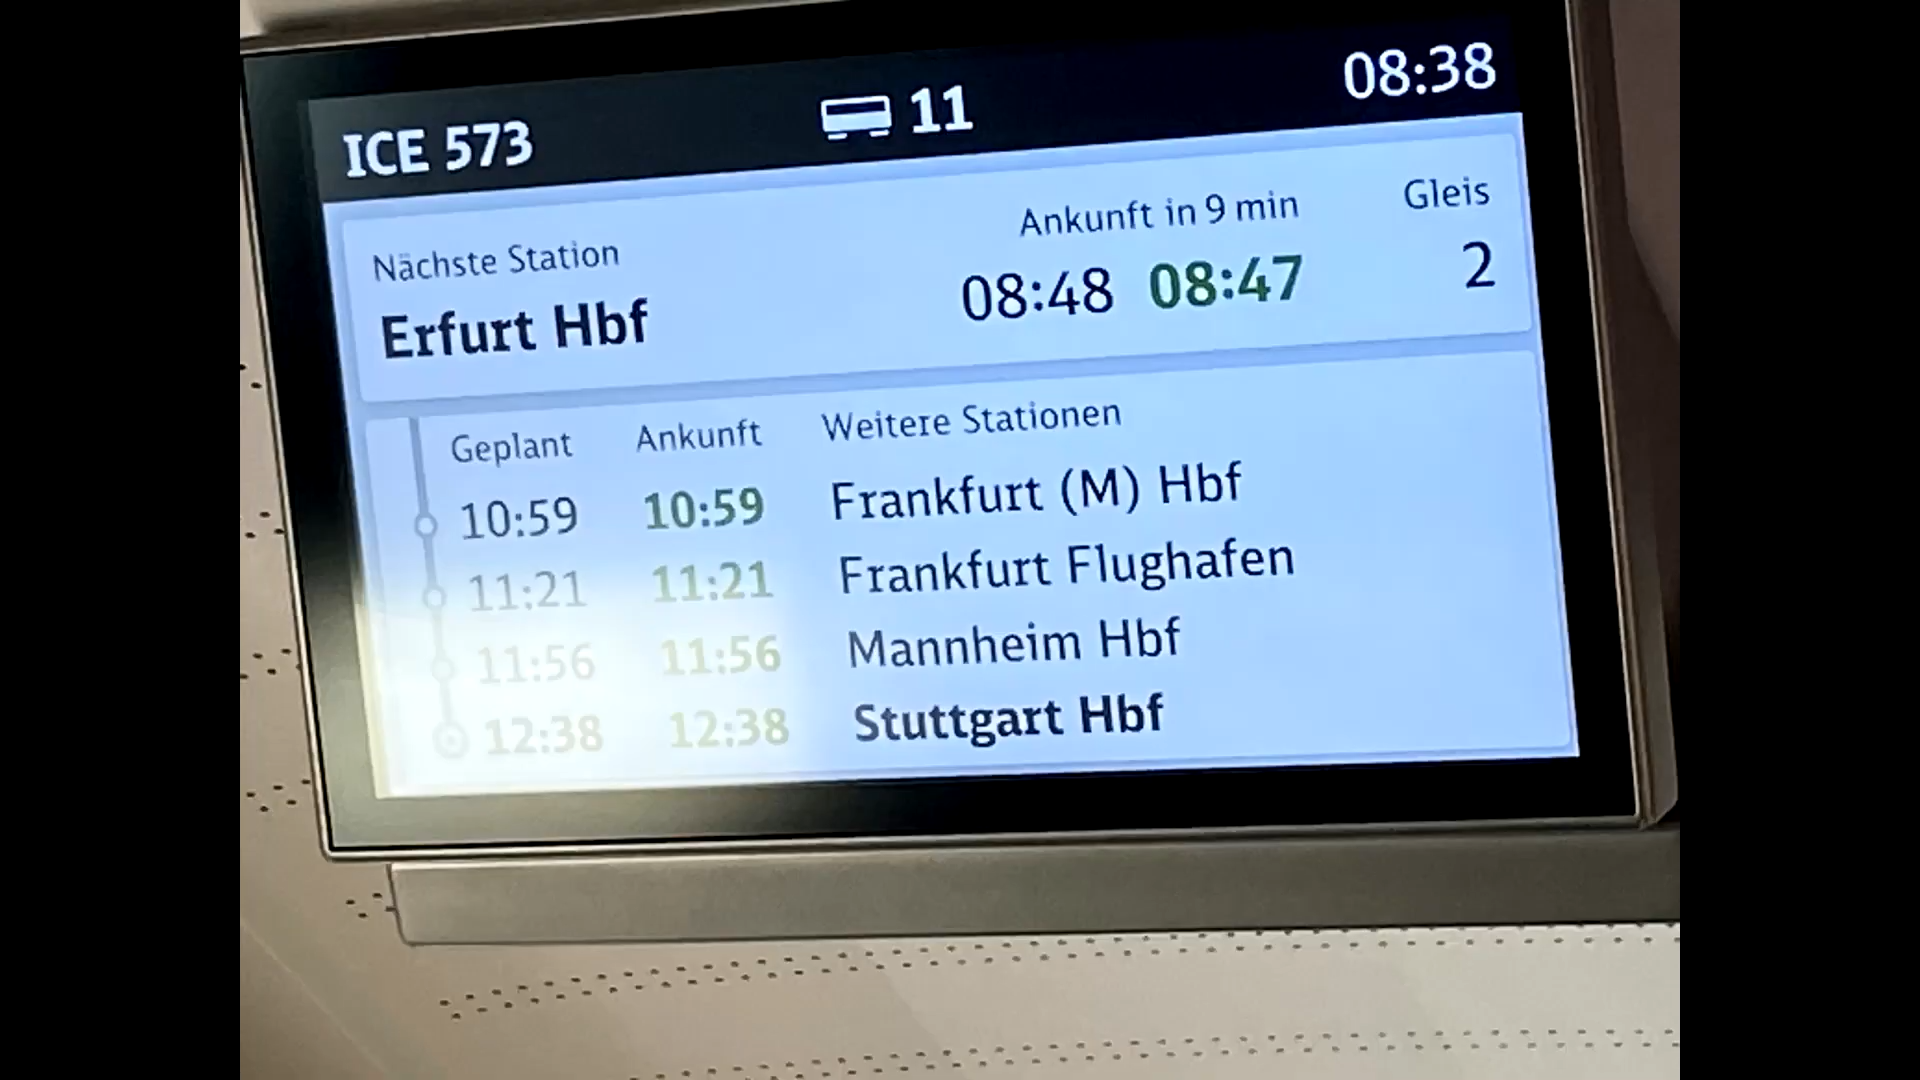 ICE 573 11 08:38
Nächste Station Ankunft in 9 min Gleis
Erfurt Hbf 08:48 08:47 2
Geplant Ankunft Weitere Stationen
10:59 10:59 Frankfurt (M) Hbf
11:21 11:21 Frankfurt Flughafen
11:56 11:56 Mannheim Hbf
12:38 12:38 Stuttgart Hbf